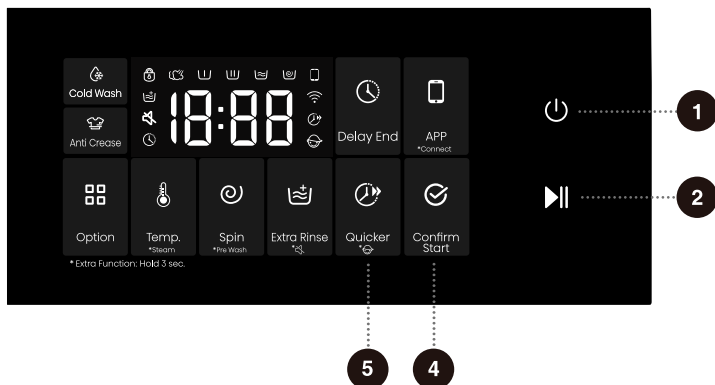 Cold Wash
Anti Crease
18:88
Delay End
APP
*Connect
1
2
Option
Temp.
*Steam
Spin
*Pre Wash
Extra Rinse
*
Quicker
*
Confirm
Start
* Extra Function: Hold 3 sec.
5
4